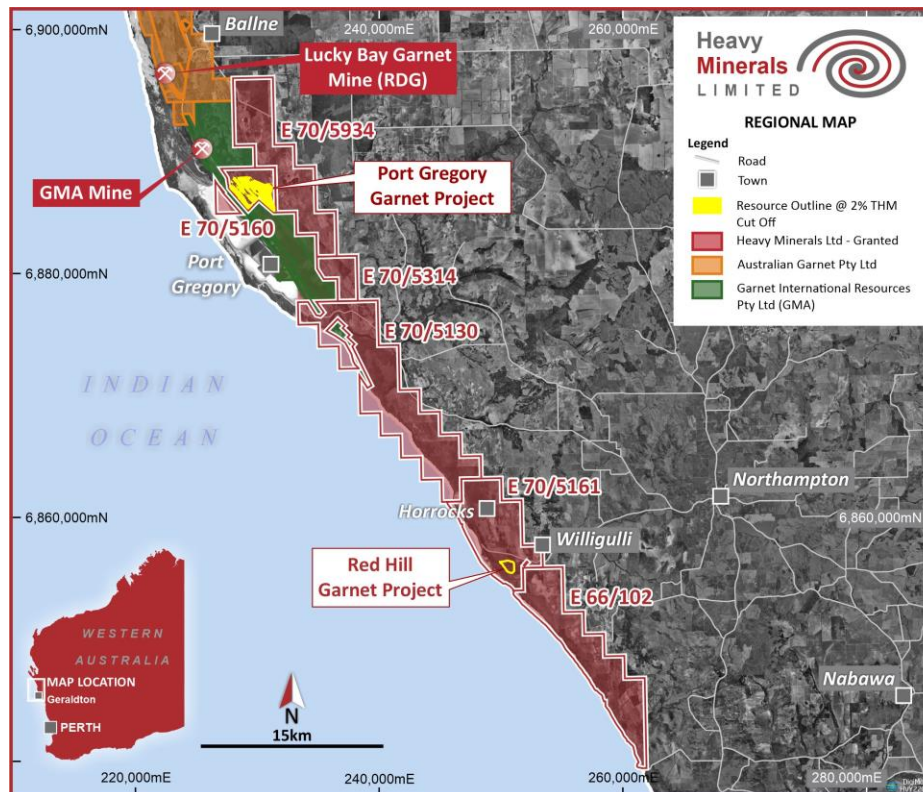 6,900,000mN
Ballne
240,000mE
260,000mE
Lucky Bay Garnet
Mine (RDG)
Heavy
Minerals
LIMITED
REGIONAL MAP
Legend
Road
Town
Resource Outline @ 2% THM
Cut Off
Heavy Minerals Ltd - Granted
Australian Garnet Pty Ltd
Garnet International Resources
Pty Ltd (GMA)
E 70/5934
Port Gregory
Garnet Project
GMA Mine
E 70/5160
Port
Gregory
6,880,000mN
E 70/5314
E 70/5130
INDIAN
OCEAN
Northampton
E 70/5161
Horrocks
6,860,000mN
6,860,000mN
Willigulli
Red Hill
Garnet Project
E 66/102
WESTERN
AUSTRALIA
MAP LOCATION
Geraldton
PERTH
N
15km
Nabawa
220,000mE
240,000mE
260,000mE
280,000mE